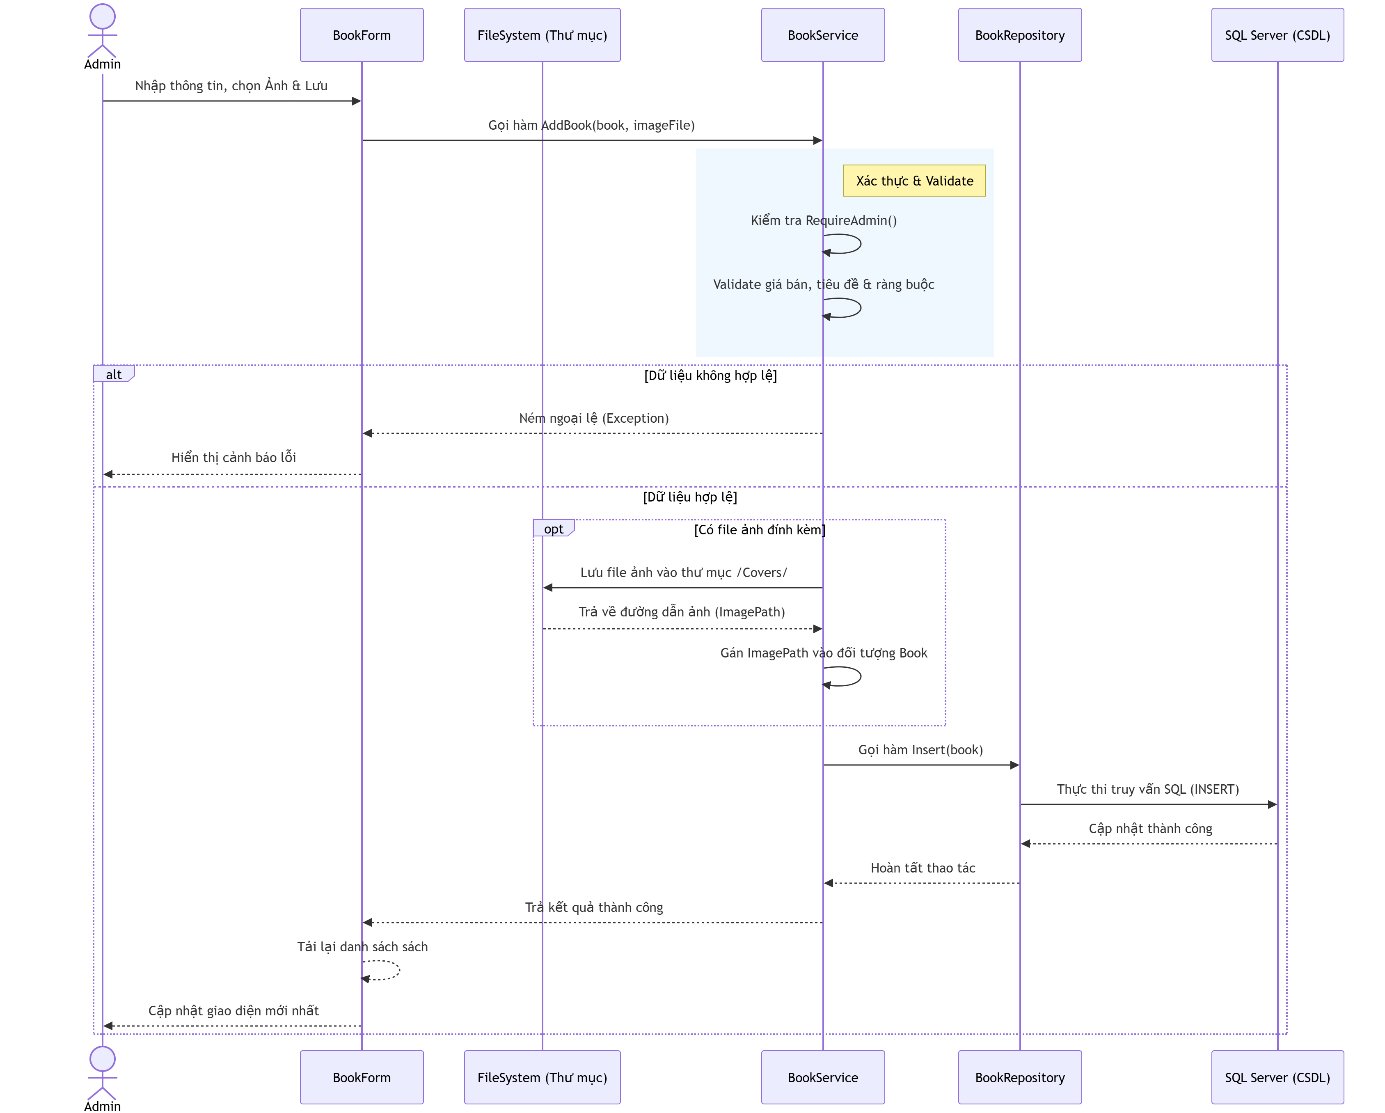 BookForm
FileSystem (Thư mục)
BookService
BookRepository
SQL Server (CSDL)
Admin
Nhập thông tin, chọn Ảnh & Lưu
Gọi hàm AddBook(book, imageFile)
Xác thực & Validate
Kiểm tra RequireAdmin()
Validate giá bán, tiêu đề & ràng buộc
alt
[Dữ liệu không hợp lệ]
Ném ngoại lệ (Exception)
Hiển thị cảnh báo lỗi
[Dữ liệu hợp lệ]
opt
[Có file ảnh đính kèm]
Lưu file ảnh vào thư mục /Covers/
Trả về đường dẫn ảnh (ImagePath)
Gán ImagePath vào đối tượng Book
Gọi hàm Insert(book)
Thực thi truy vấn SQL (INSERT)
Cập nhật thành công
Hoàn tất thao tác
Trả kết quả thành công
Tải lại danh sách sách
Cập nhật giao diện mới nhất
BookForm
FileSystem (Thư mục)
BookService
BookRepository
SQL Server (CSDL)
Admin